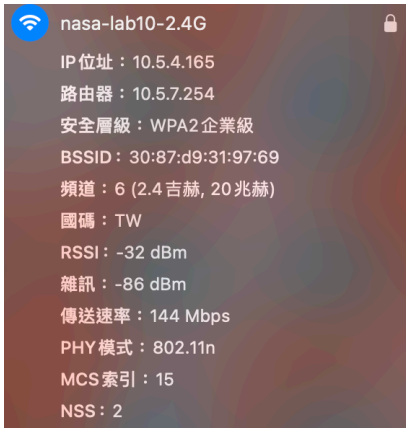 nasa-lab10-2.4G
IP位址：10.5.4.165
路由器：10.5.7.254
安全層級：WPA2企業級
BSSID：30:87:d9:31:97:69
頻道：6 (2.4吉赫, 20兆赫)
國碼：TW
RSSI：-32 dBm
雜訊：-86 dBm
傳送速率：144 Mbps
PHY模式：802.11n
MCS索引：15
NSS：2